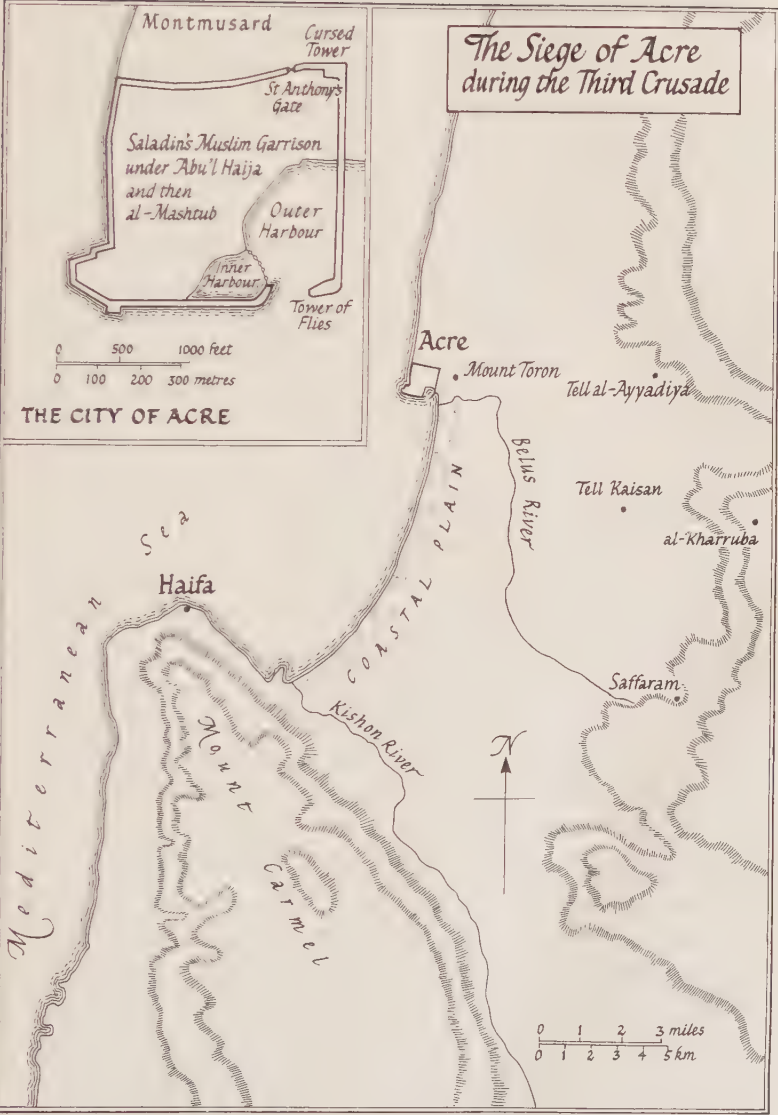 The Siege of Acre
during the Third Crusade
Montmusard
Cursed
Tower
St Anthony's
Gate
Saladin's Muslim Garrison
under Abu'l Haija
and then
al-Mashtub
Outer
Harbour
Inner
Harbour
Tower of
Flies
0 500 1000 feet
0 100 200 300 metres
THE CITY OF ACRE
Acre
Mount Toron
Tell al-Ayyadiya
Belus River
Tell Kaisan
al-Kharruba
COASTAL PLAIN
Mediterranean Sea
Haifa
Saffaram
Kishon River
Mount Carmel
N
0 1 2 3 miles
0 1 2 3 4 5 km